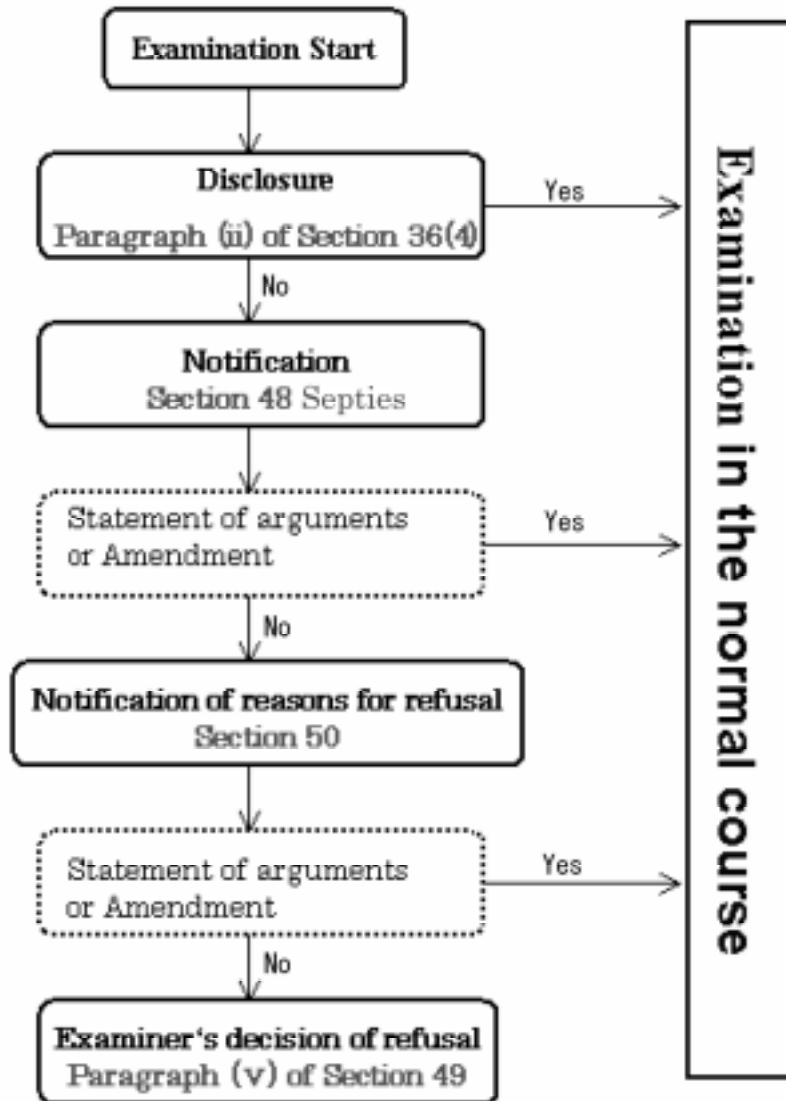 Examination Start
Disclosure
Paragraph (ii) of Section 36(4)
Yes
No
Notification
Section 48 Septies
Statement of arguments
or Amendment
Yes
No
Notification of reasons for refusal
Section 50
Statement of arguments
or Amendment
Yes
No
Examiner's decision of refusal
Paragraph (v) of Section 49
Examination in the normal course